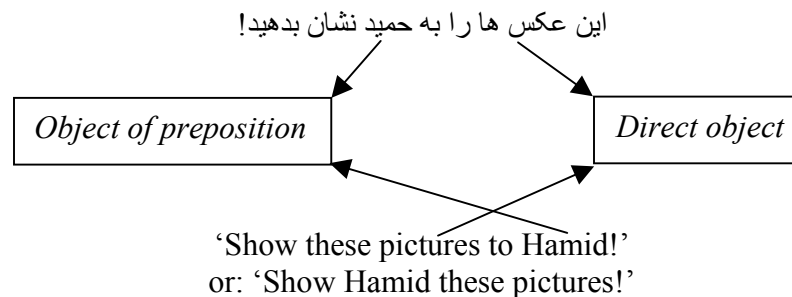 این عکس ها را به حمید نشان بدهید!
Object of preposition
Direct object
‘Show these pictures to Hamid!’
or: ‘Show Hamid these pictures!’